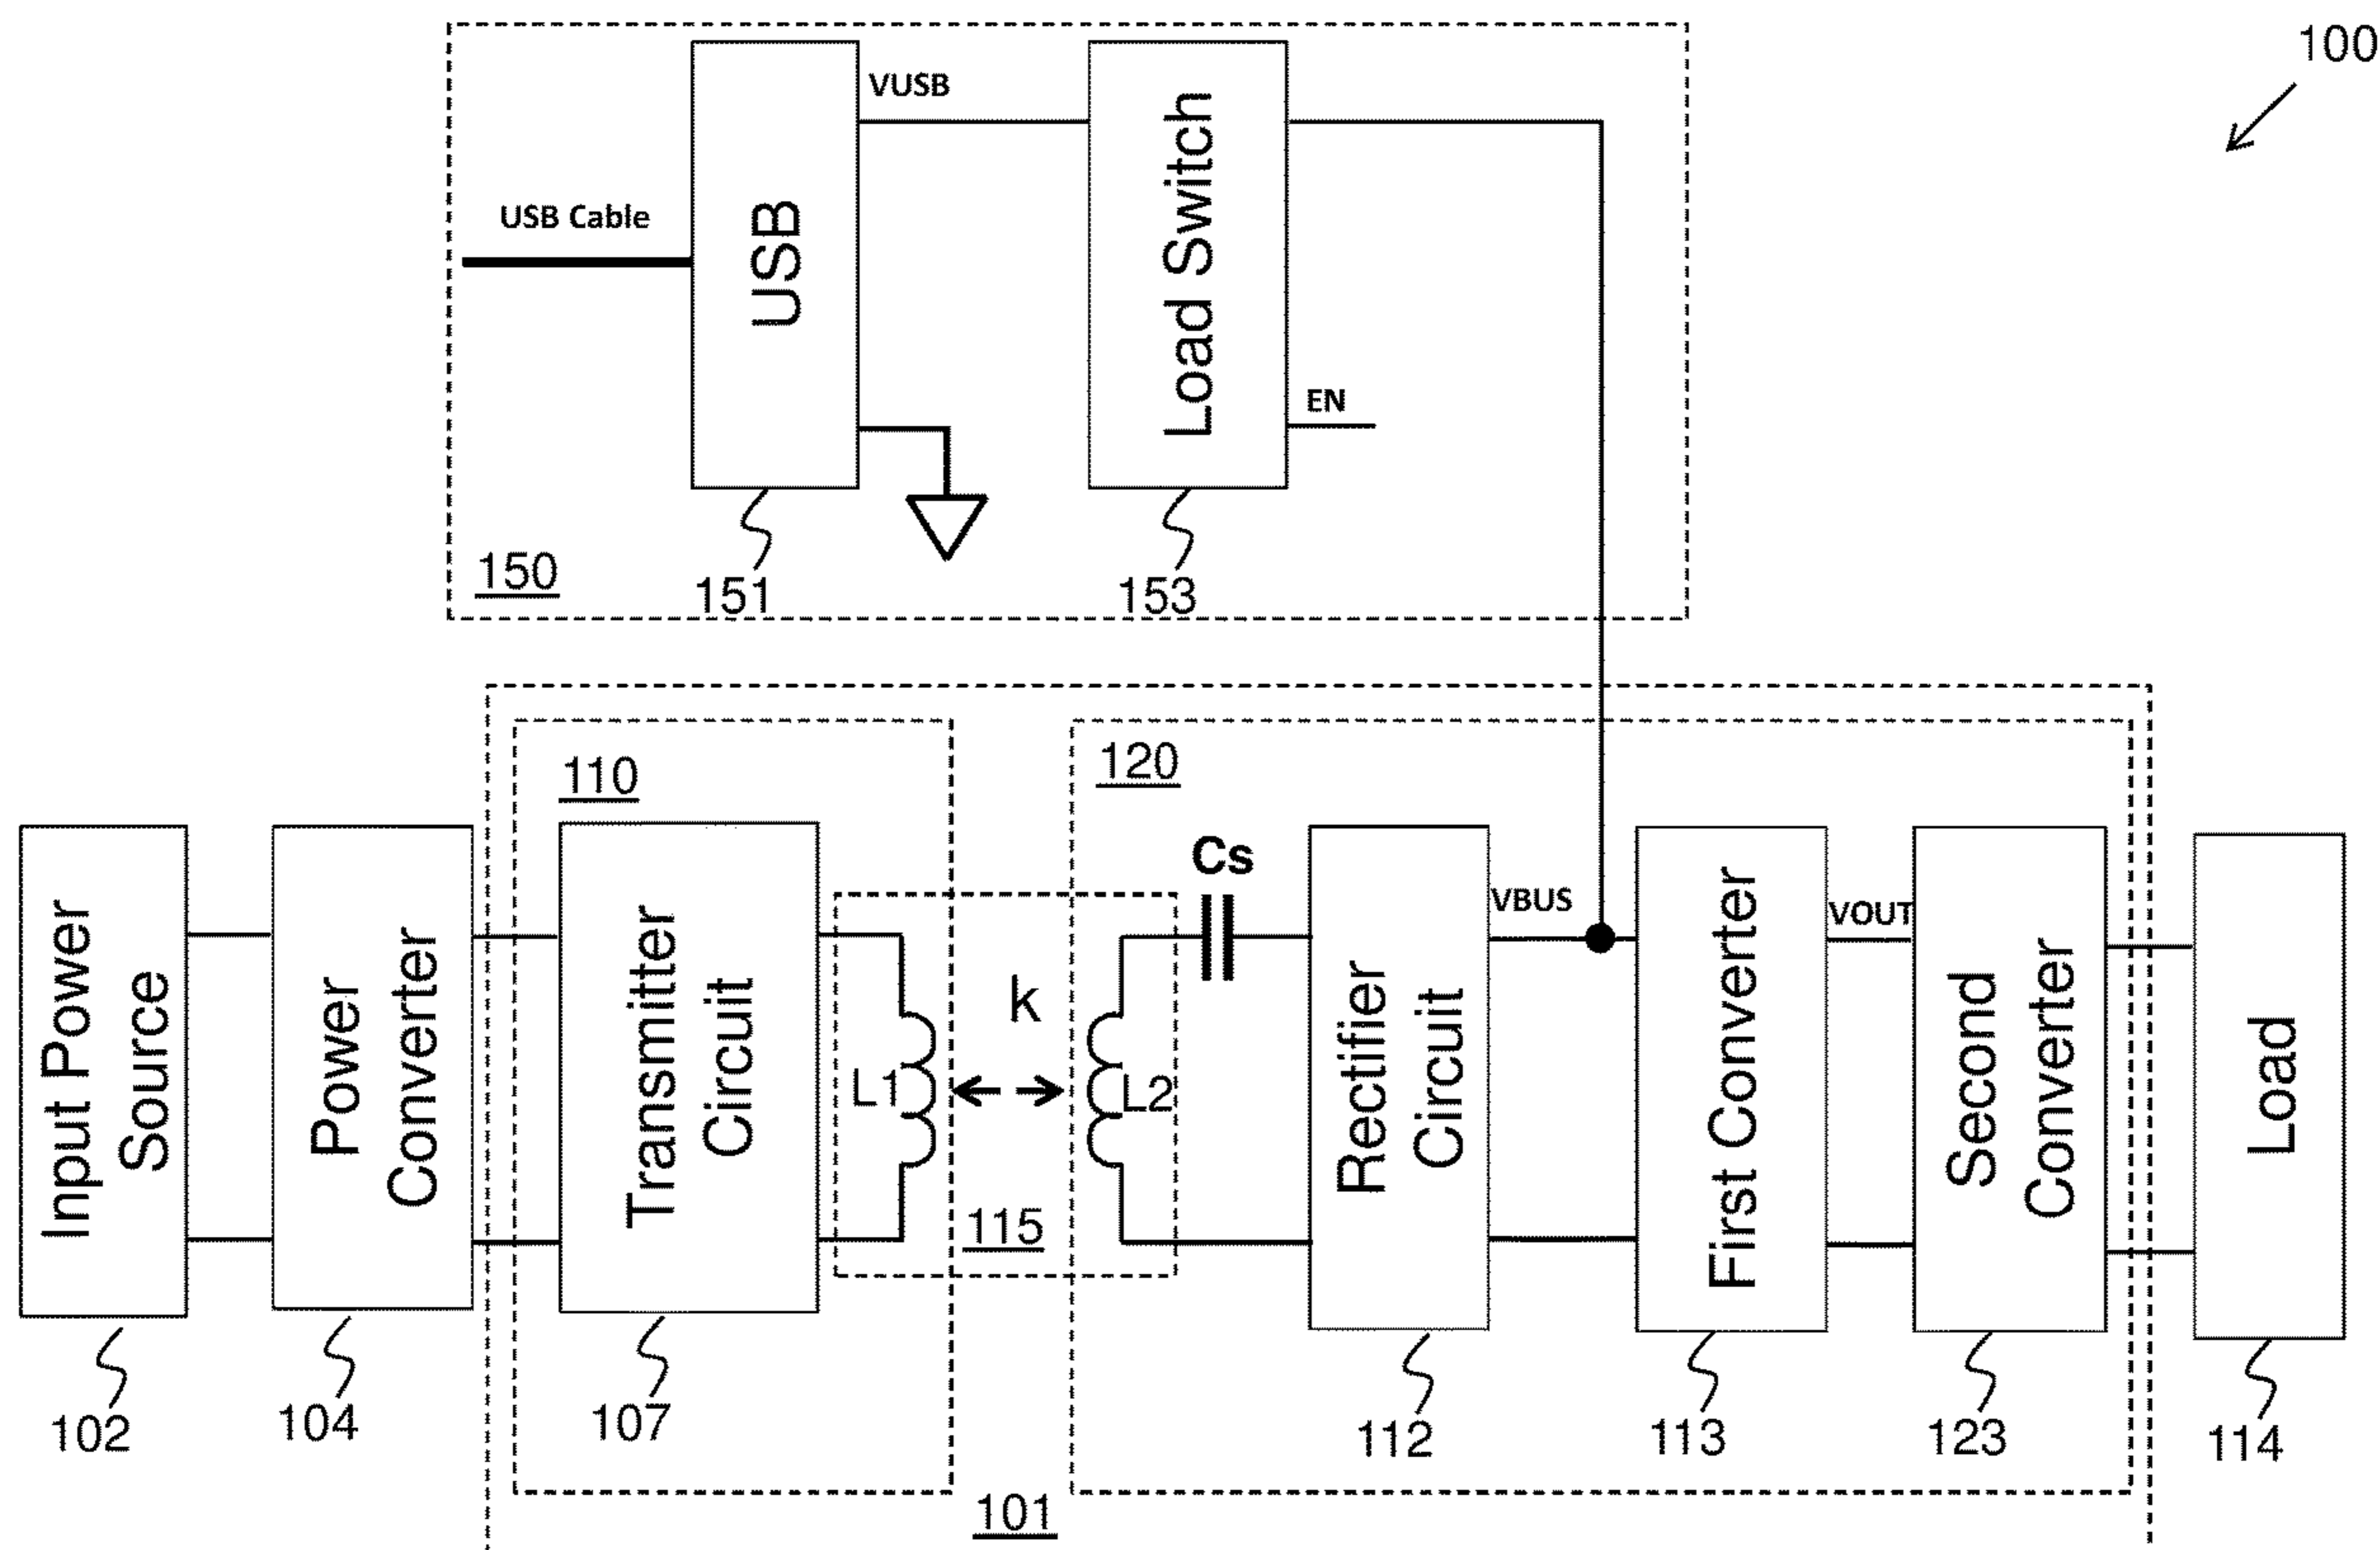 100
VUSB
USB Cable
USB
Load Switch
EN
150
151
153
110
120
Cs
VBUS
VOUT
Input Power
Source
Power
Converter
Transmitter
Circuit
L1
k
L2
Rectifier
Circuit
First Converter
Second
Converter
Load
115
102
104
107
112
113
123
114
101